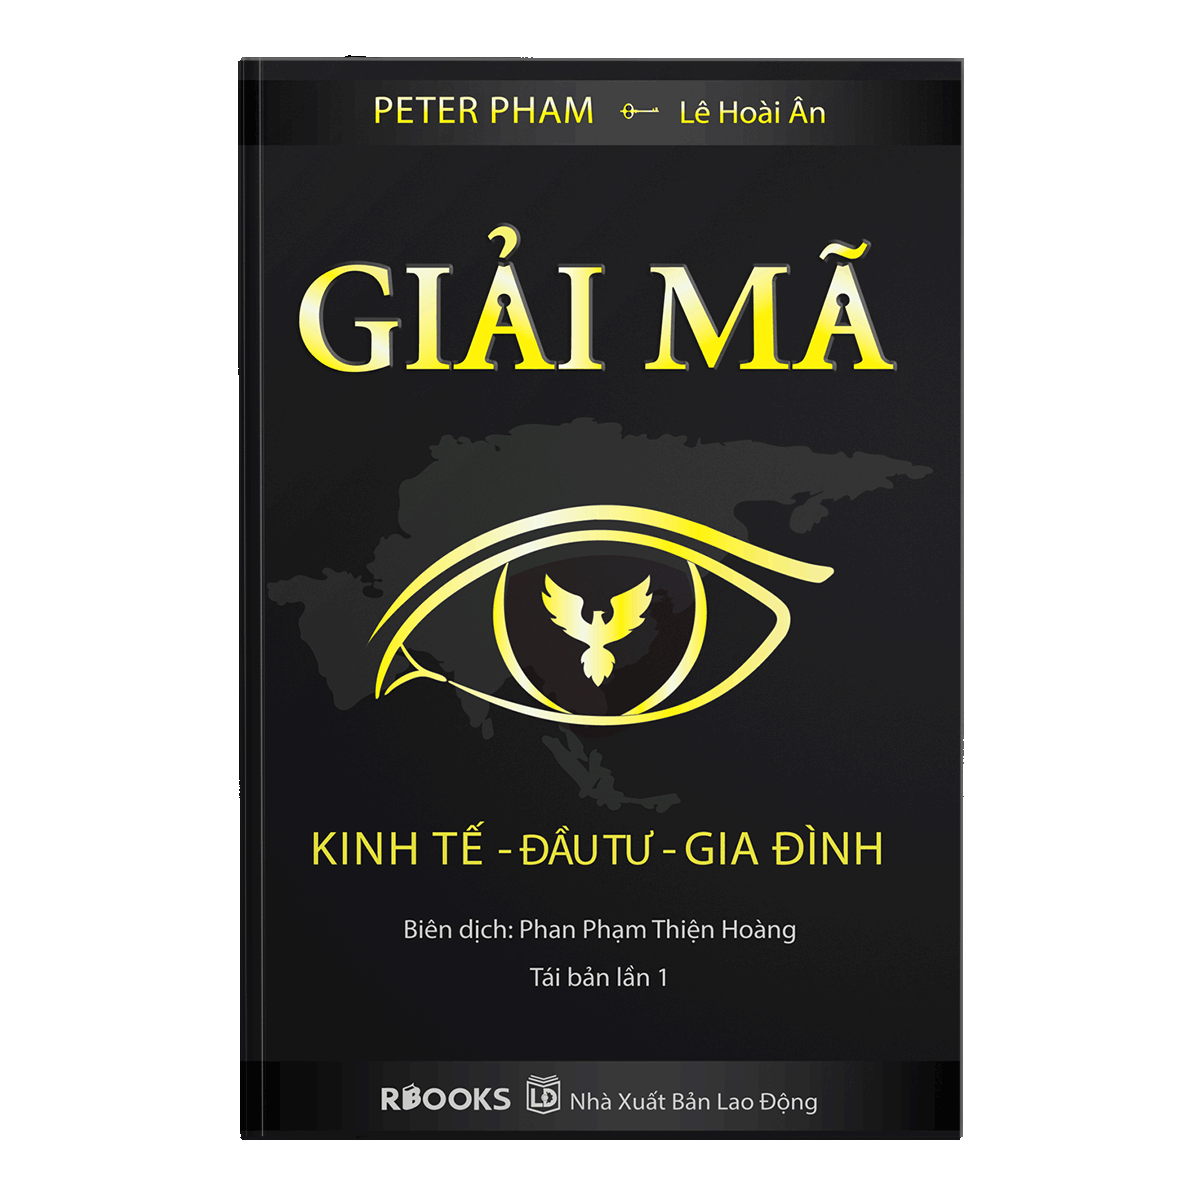 PETER PHAM Lê Hoài Ân
GIẢI MÃ
KINH TẾ - ĐẦU TƯ - GIA ĐÌNH
Biên dịch: Phan Phạm Thiện Hoàng
Tái bản lần 1
RBOOKS LĐ Nhà Xuất Bản Lao Động